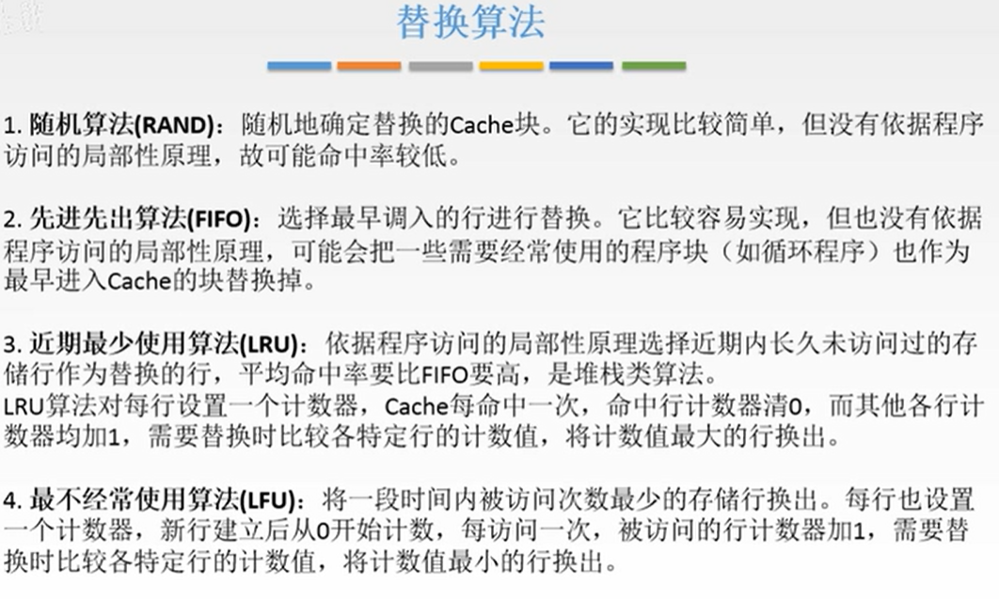 替换算法
1. 随机算法(RAND)：随机地确定替换的Cache块。它的实现比较简单，但没有依据程序
访问的局部性原理，故可能命中率较低。
2. 先进先出算法(FIFO)：选择最早调入的行进行替换。它比较容易实现，但也没有依据
程序访问的局部性原理，可能会把一些需要经常使用的程序块（如循环程序）也作为
最早进入Cache的块替换掉。
3. 近期最少使用算法(LRU)：依据程序访问的局部性原理选择近期内长久未访问过的存
储行作为替换的行，平均命中率要比FIFO要高，是堆栈类算法。
LRU算法对每行设置一个计数器，Cache每命中一次，命中行计数器清0，而其他各行计
数器均加1，需要替换时比较各特定行的计数值，将计数值最大的行换出。
4. 最不经常使用算法(LFU)：将一段时间内被访问次数最少的存储行换出。每行也设置
一个计数器，新行建立后从0开始计数，每访问一次，被访问的行计数器加1，需要替
换时比较各特定行的计数值，将计数值最小的行换出。